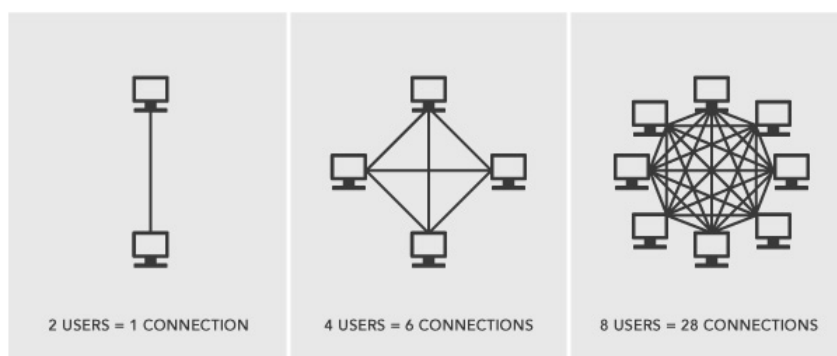 2 USERS = 1 CONNECTION
4 USERS = 6 CONNECTIONS
8 USERS = 28 CONNECTIONS